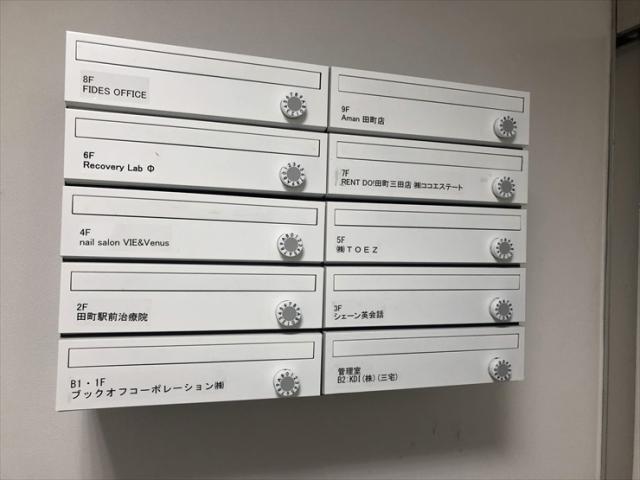 8F
FIDES OFFICE
9F
Aman 田町店
6F
Recovery Lab Φ
7F
RENT DO!田町三田店 ㈱ココエステート
4F
nail salon VIE&Venus
5F
㈱TOEZ
2F
田町駅前治療院
3F
シェーン英会話
B1・1F
ブックオフコーポレーション㈱
管理室
B2:KDI(株)(三宅)